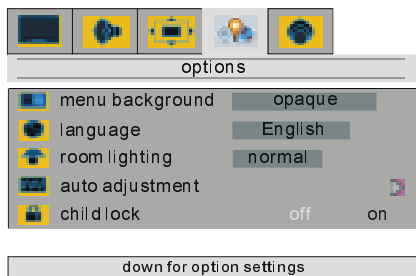 options
menu background opaque
language English
room lighting normal
auto adjustment
child lock off on
down for option settings